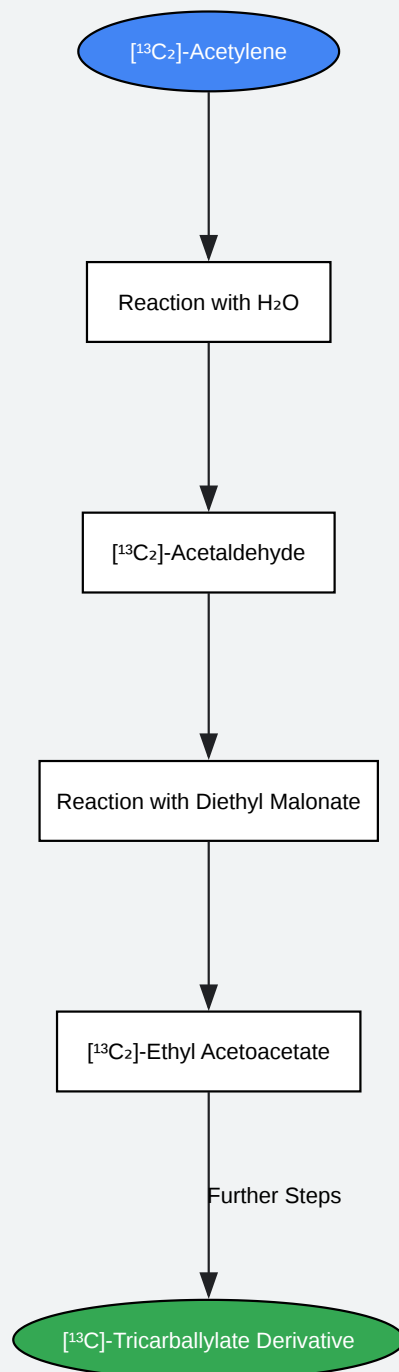 [¹³C₂]-Acetylene
Reaction with H₂O
[¹³C₂]-Acetaldehyde
Reaction with Diethyl Malonate
[¹³C₂]-Ethyl Acetoacetate
Further Steps
[¹³C]-Tricarballylate Derivative